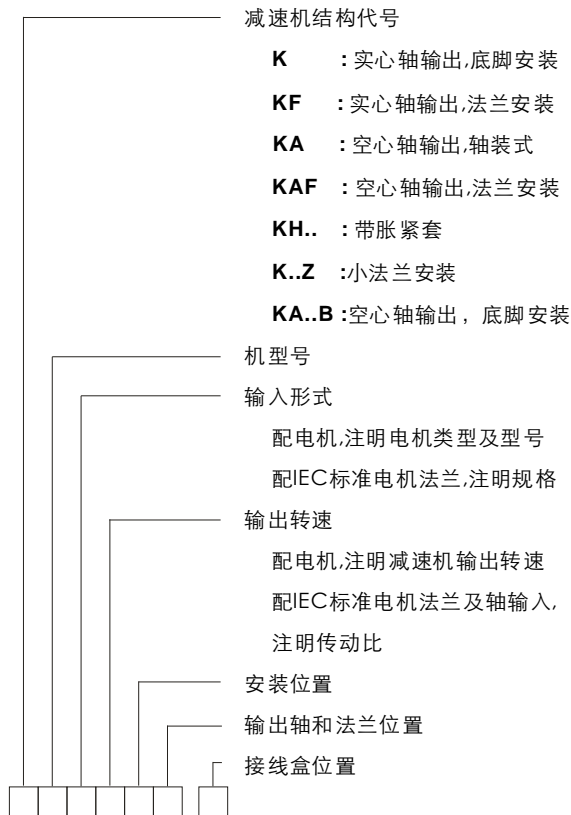 减速机结构代号
K :实心轴输出,底脚安装
KF :实心轴输出,法兰安装
KA :空心轴输出,轴装式
KAF :空心轴输出,法兰安装
KH.. :带胀紧套
K..Z :小法兰安装
KA..B :空心轴输出，底脚安装
机型号
输入形式
配电机,注明电机类型及型号
配IEC标准电机法兰,注明规格
输出转速
配电机,注明减速机输出转速
配IEC标准电机法兰及轴输入,
注明传动比
安装位置
输出轴和法兰位置
接线盒位置